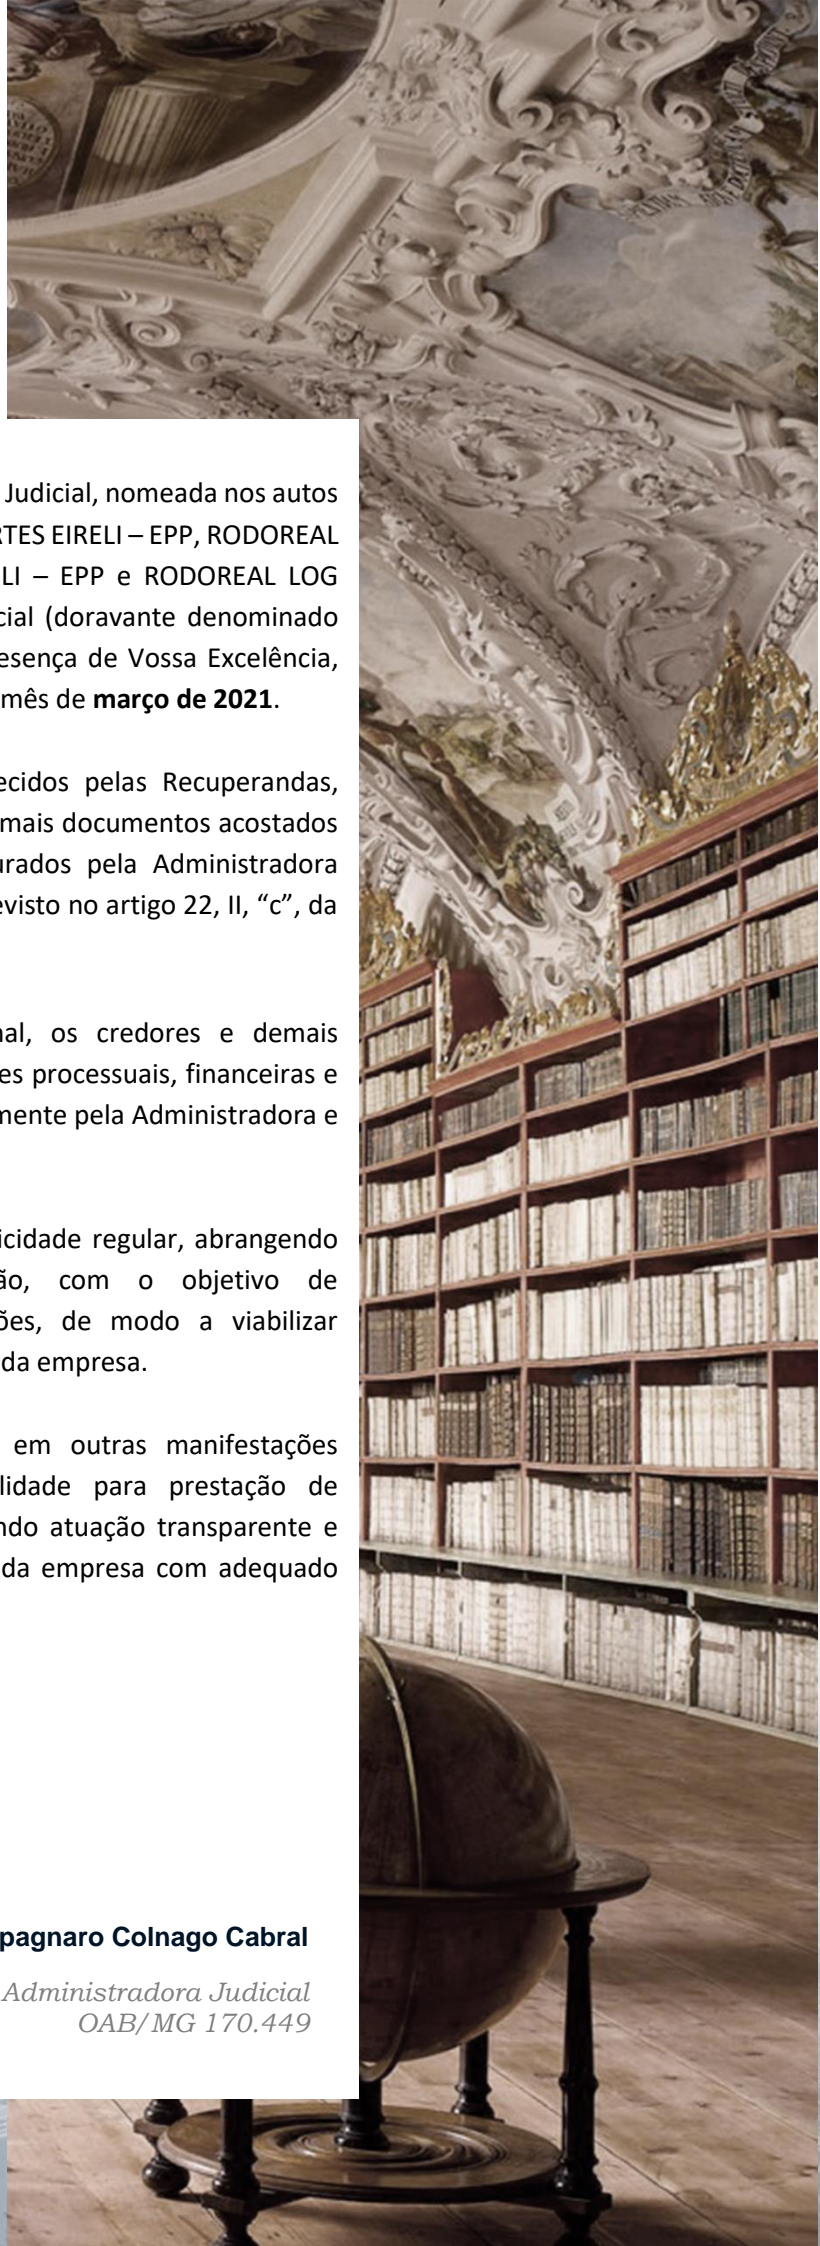 Judicial, nomeada nos autos
RTES EIRELI – EPP, RODOREAL
LI – EPP e RODOREAL LOG
cial (doravante denominado
esença de Vossa Excelência,
mês de março de 2021.
ecidos pelas Recuperandas,
mais documentos acostados
urados pela Administradora
evisto no artigo 22, II, “c”, da
nal, os credores e demais
es processuais, financeiras e
mente pela Administradora e
icidade regular, abrangendo
ão, com o objetivo de
ões, de modo a viabilizar
da empresa.
em outras manifestações
lidade para prestação de
ndo atuação transparente e
da empresa com adequado
pagnaro Colnago Cabral
Administradora Judicial
OAB/MG 170.449